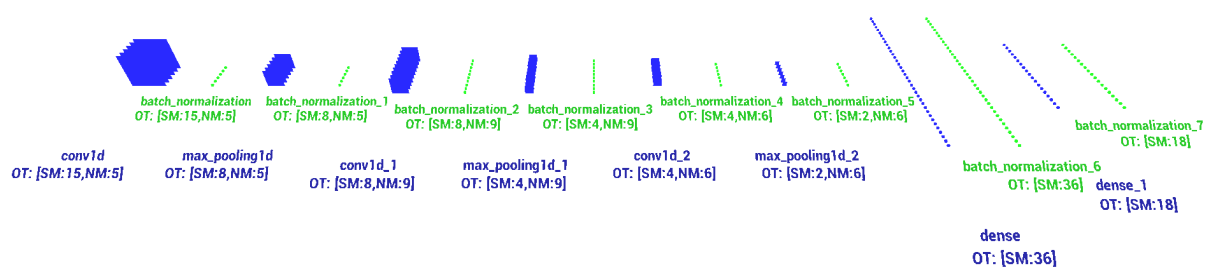 batch_normalization
OT: [SM:15,NM:5]
batch_normalization_1
OT: [SM:8,NM:5]
batch_normalization_2
OT: [SM:8,NM:9]
batch_normalization_3
OT: [SM:4,NM:9]
batch_normalization_4
OT: [SM:4,NM:6]
batch_normalization_5
OT: [SM:2,NM:6]
batch_normalization_7
OT: [SM:18]
conv1d
OT: [SM:15,NM:5]
max_pooling1d
OT: [SM:8,NM:5]
conv1d_1
OT: [SM:8,NM:9]
max_pooling1d_1
OT: [SM:4,NM:9]
conv1d_2
OT: [SM:4,NM:6]
max_pooling1d_2
OT: [SM:2,NM:6]
batch_normalization_6
OT: [SM:36]
dense_1
OT: [SM:18]
dense
OT: [SM:36]